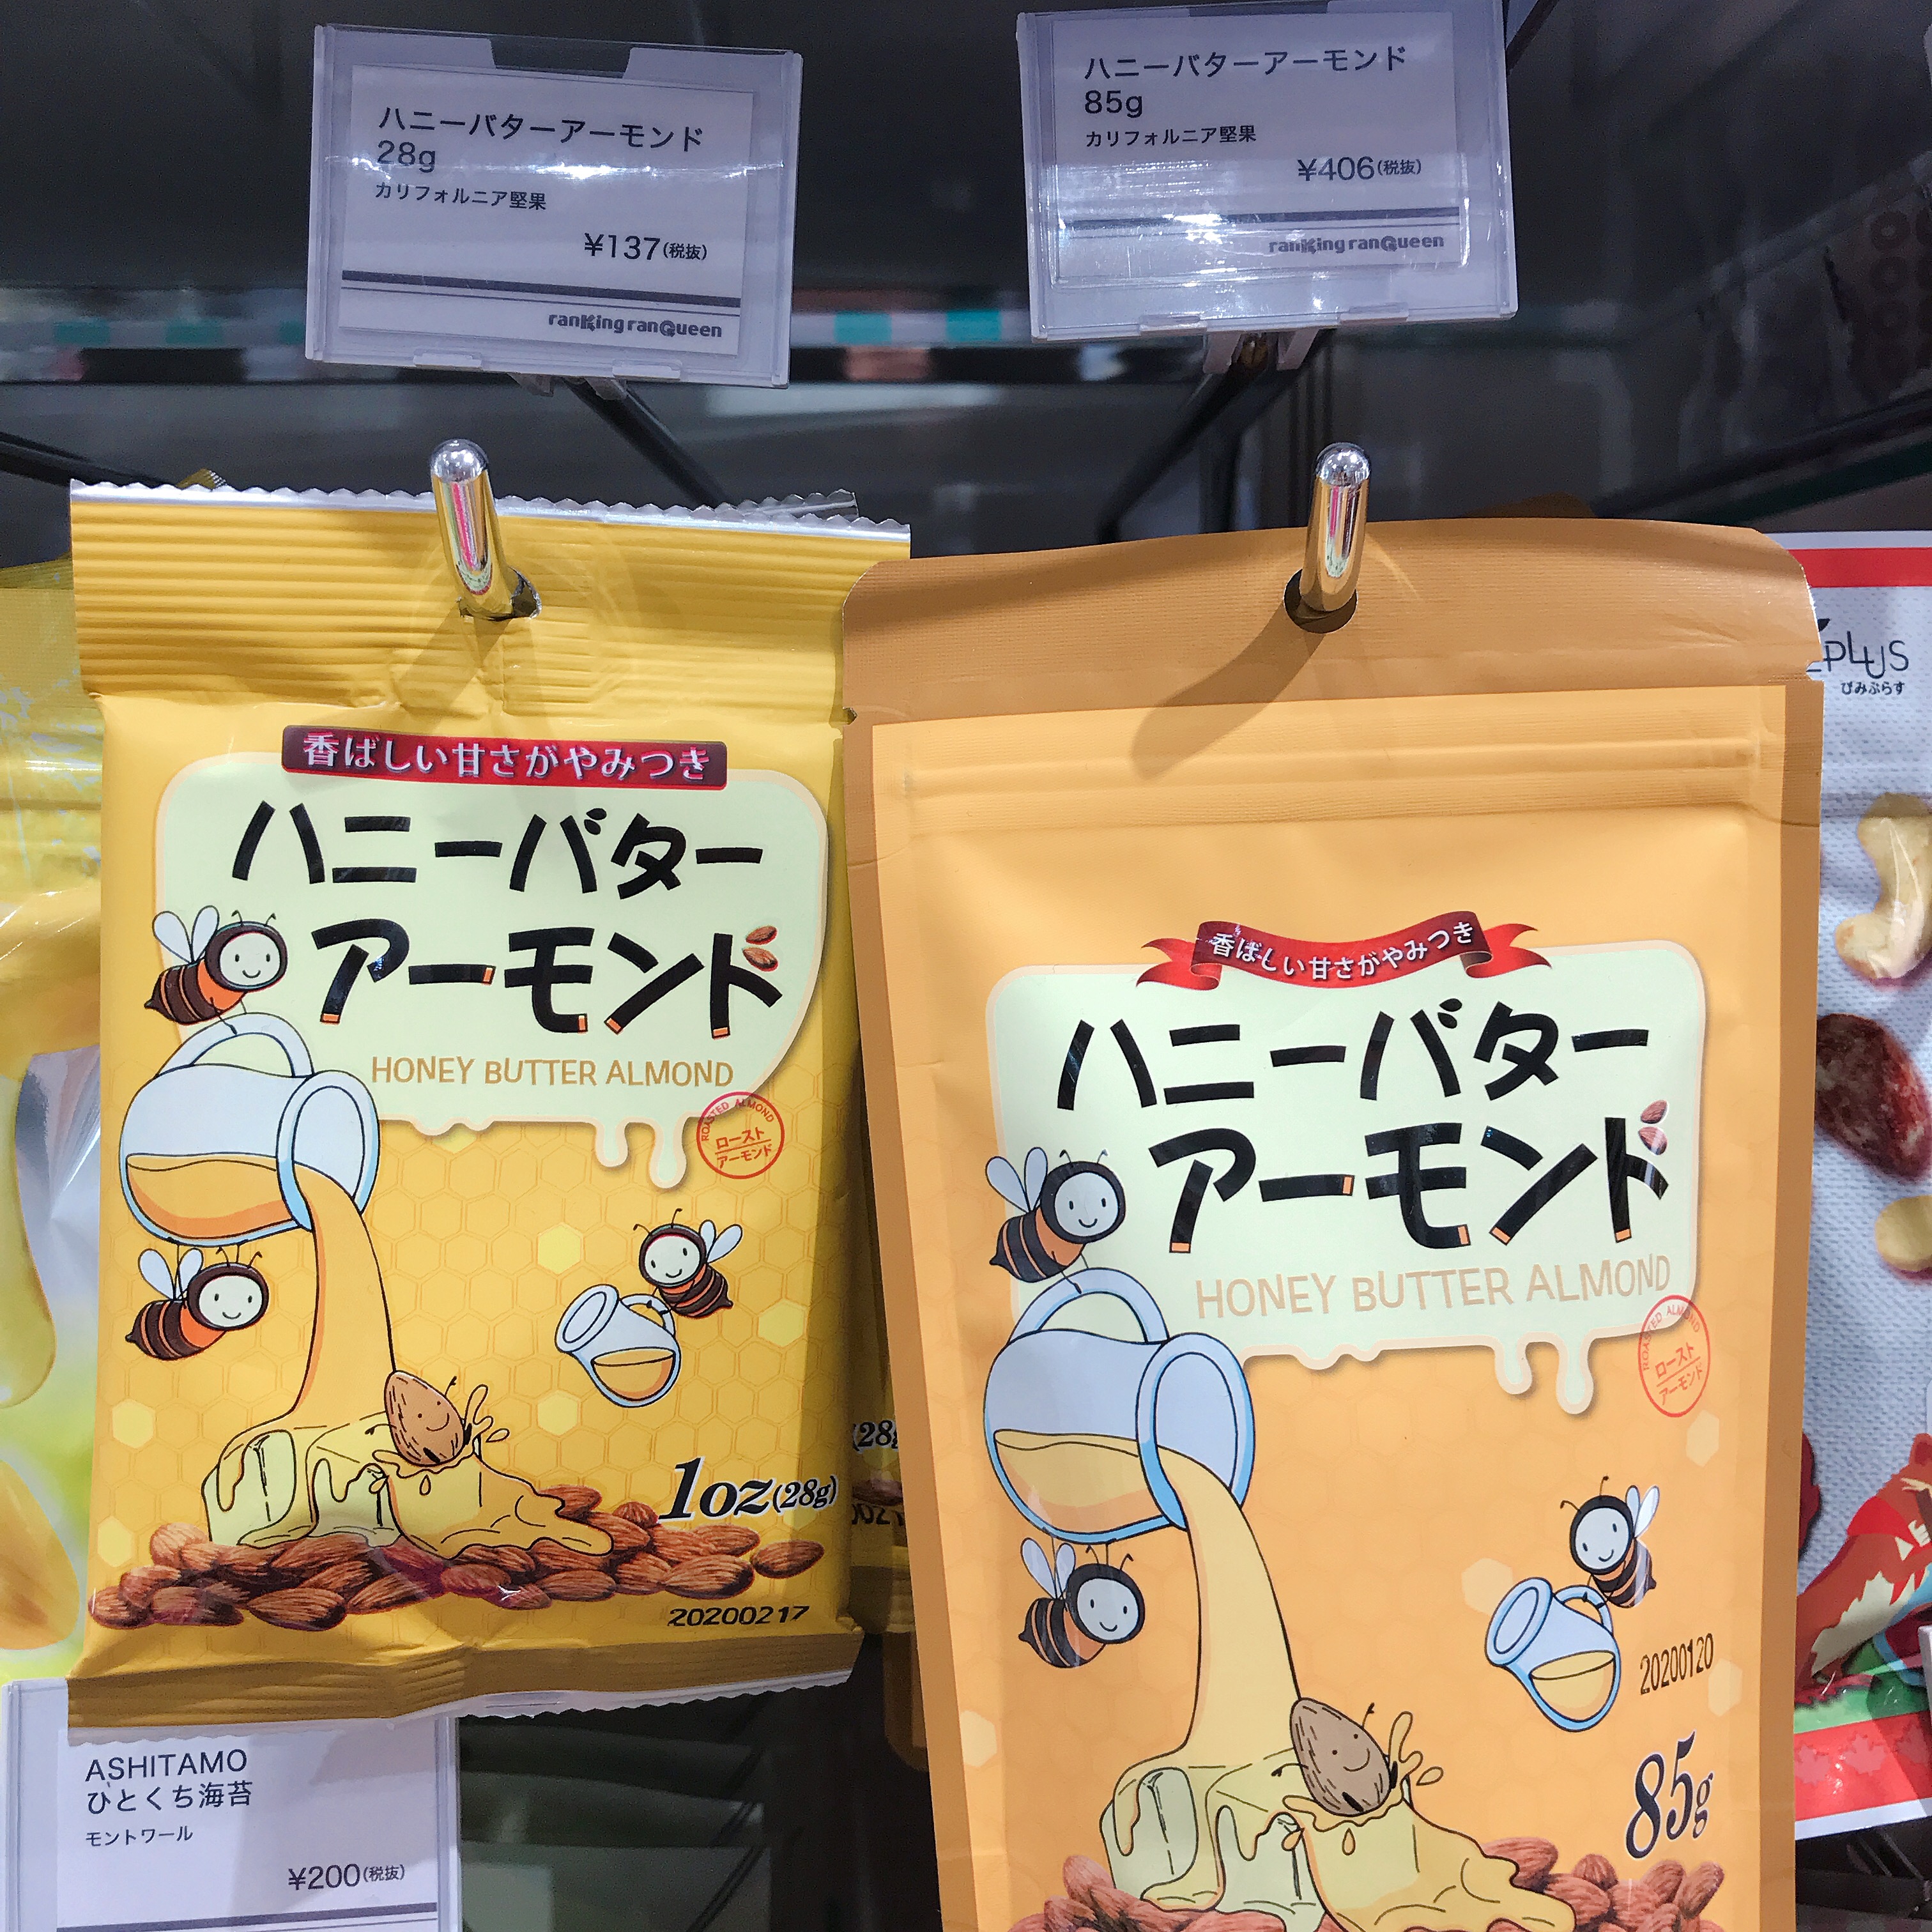 ハニーバターアーモンド
28g
カリフォルニア堅果
¥137(税抜)
ranKing ranQueen
ハニーバターアーモンド
85g
カリフォルニア堅果
¥406(税抜)
ranKing ranQueen
香ばしい甘さがやみつき
ハニーバター
アーモンド
HONEY BUTTER ALMOND
ROASTED ALMOND
ロースト
アーモンド
1oz(28g)
20200217
香ばしい甘さがやみつき
ハニーバター
アーモンド
HONEY BUTTER ALMOND
ROASTED ALMOND
ロースト
アーモンド
20200120
85g
(28g
PLUS
びみぷらす
ASHITAMO
ひとくち海苔
モントワール
¥200(税抜)